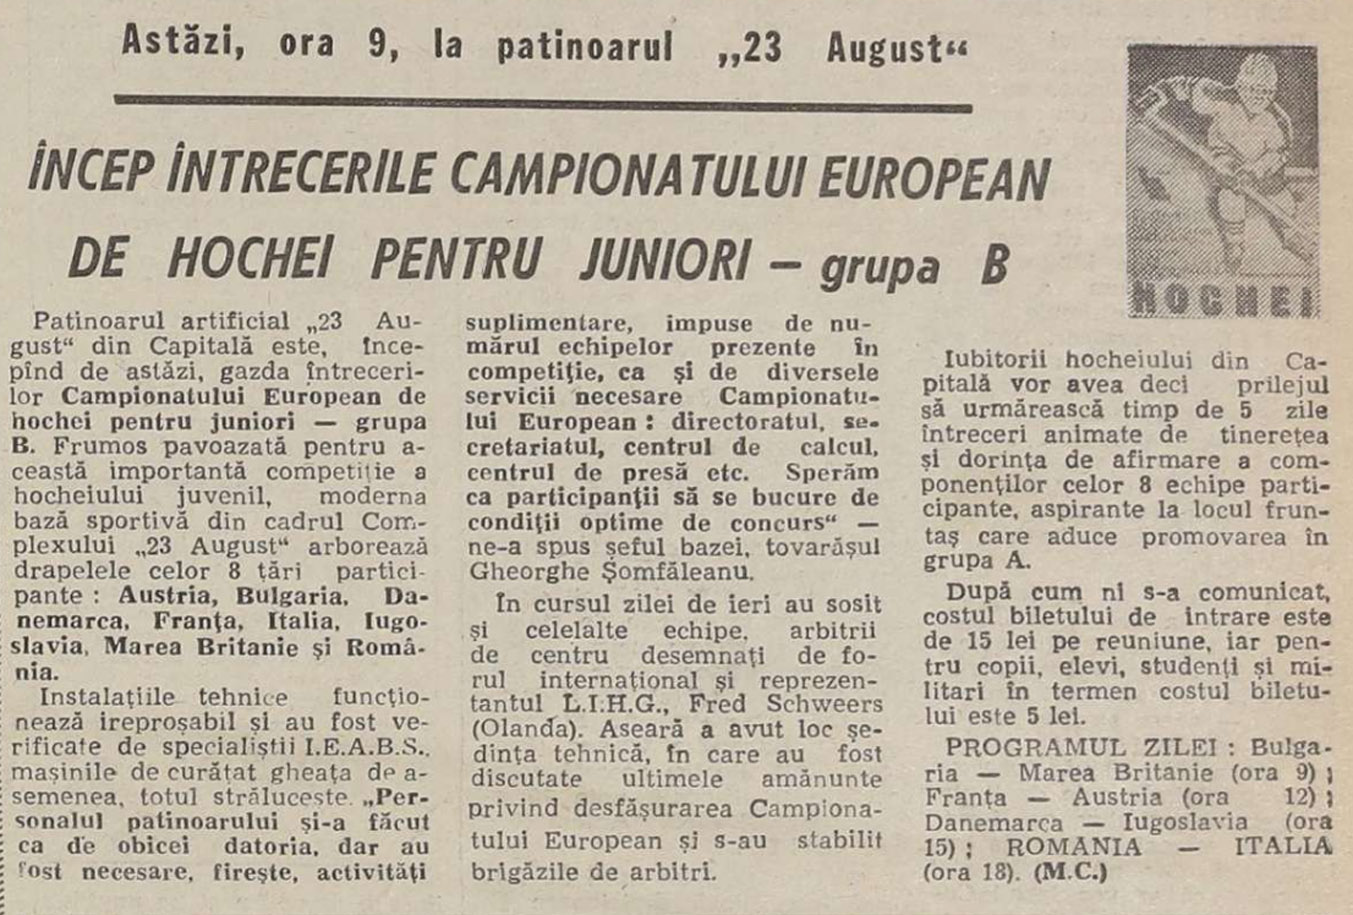 Astăzi, ora 9, la patinoarul „23 August“
ÎNCEP ÎNTRECERILE CAMPIONATULUI EUROPEAN
DE HOCHEI PENTRU JUNIORI — grupa B
HOCHEI
Patinoarul artificial „23 Au-
gust“ din Capitală este, înce-
pînd de astăzi, gazda întreceri-
lor Campionatului European de
hochei pentru juniori — grupa
B. Frumos pavoazată pentru a-
ceastă importantă competiție a
hocheiului juvenil, moderna
bază sportivă din cadrul Com-
plexului „23 August“ arborează
drapelele celor 8 țări partici-
pante : Austria, Bulgaria, Da-
nemarca, Franța, Italia, Iugo-
slavia, Marea Britanie și Româ-
nia.
Instalațiile tehnice funcțio-
nează ireproșabil și au fost ve-
rificate de specialiștii I.E.A.B.S.,
mașinile de curățat gheața de a-
semenea, totul strălucește. „Per-
sonalul patinoarului și-a făcut
ca de obicei datoria, dar au
fost necesare, firește, activități
suplimentare, impuse de nu-
mărul echipelor prezente în
competiție, ca și de diversele
servicii necesare Campionatu-
lui European : directoratul, se-
cretariatul, centrul de calcul,
centrul de presă etc. Sperăm
ca participanții să se bucure de
condiții optime de concurs“ —
ne-a spus șeful bazei, tovarășul
Gheorghe Șomfăleanu.
În cursul zilei de ieri au sosit
și celelalte echipe, arbitrii
de centru desemnați de fo-
rul internațional și reprezen-
tantul L.I.H.G., Fred Schweers
(Olanda). Aseară a avut loc șe-
dința tehnică, în care au fost
discutate ultimele amănunte
privind desfășurarea Campiona-
tului European și s-au stabilit
brigăzile de arbitri.
Iubitorii hocheiului din Ca-
pitală vor avea deci prilejul
să urmărească timp de 5 zile
întreceri animate de tinerețea
și dorința de afirmare a com-
ponenților celor 8 echipe parti-
cipante, aspirante la locul frun-
taș care aduce promovarea în
grupa A.
După cum ni s-a comunicat,
costul biletului de intrare este
de 15 lei pe reuniune, iar pen-
tru copii, elevi, studenți și mi-
litari în termen costul biletu-
lui este 5 lei.
PROGRAMUL ZILEI : Bulga-
ria — Marea Britanie (ora 9) ;
Franța — Austria (ora 12) ;
Danemarca — Iugoslavia (ora
15) ; ROMÂNIA — ITALIA
(ora 18). (M.C.)